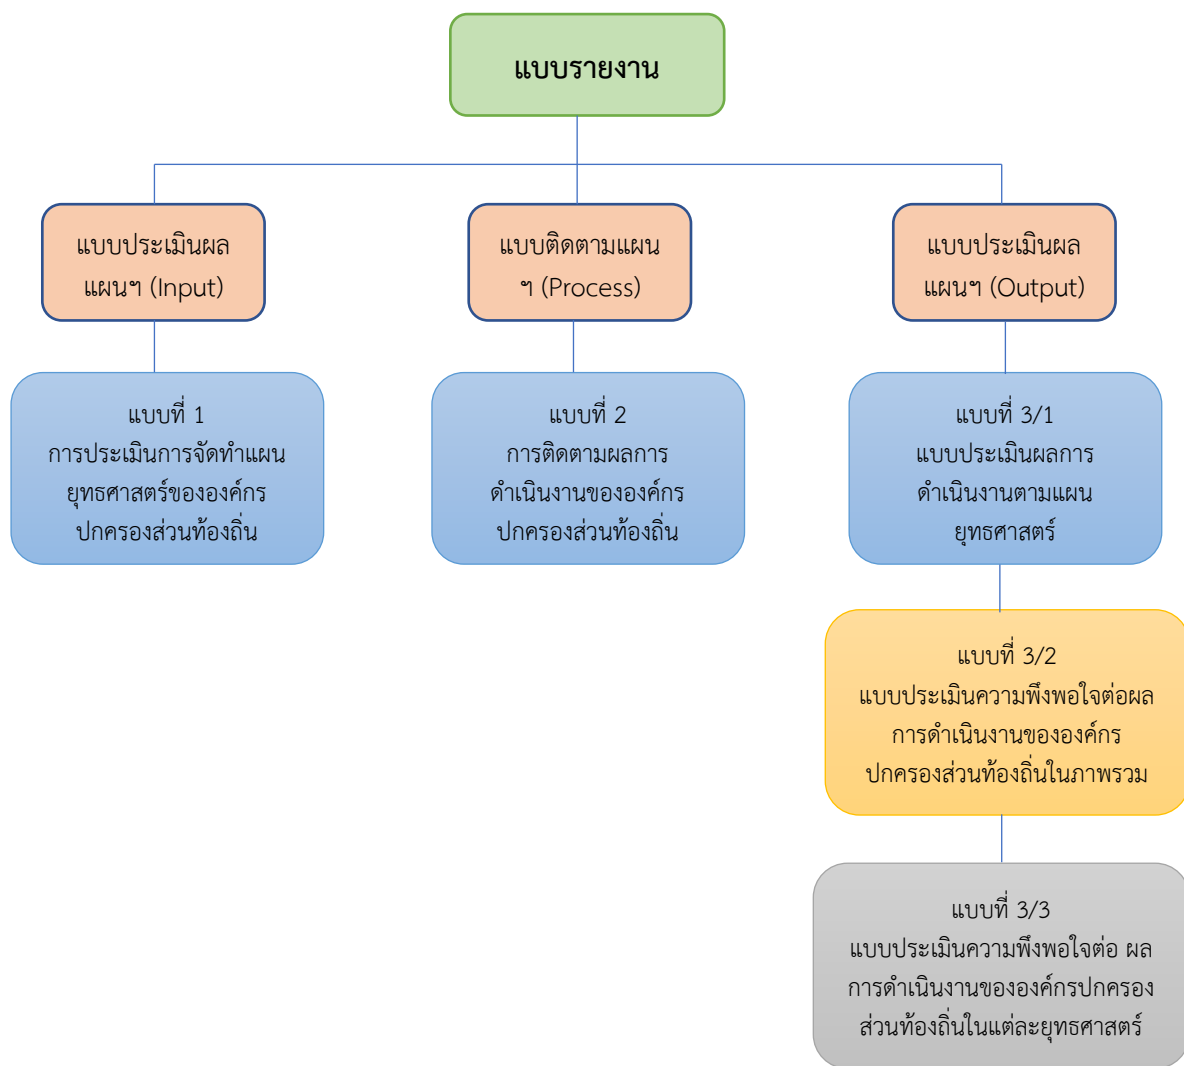 แบบรายงาน
แบบประเมินผล
แผนฯ (Input)
แบบติดตามแผน
ฯ (Process)
แบบประเมินผล
แผนฯ (Output)
แบบที่ 1
การประเมินการจัดทำแผน
ยุทธศาสตร์ขององค์กร
ปกครองส่วนท้องถิ่น
แบบที่ 2
การติดตามผลการ
ดำเนินงานขององค์กร
ปกครองส่วนท้องถิ่น
แบบที่ 3/1
แบบประเมินผลการ
ดำเนินงานตามแผน
ยุทธศาสตร์
แบบที่ 3/2
แบบประเมินความพึงพอใจต่อผล
การดำเนินงานขององค์กร
ปกครองส่วนท้องถิ่นในภาพรวม
แบบที่ 3/3
แบบประเมินความพึงพอใจต่อ ผล
การดำเนินงานขององค์กรปกครอง
ส่วนท้องถิ่นในแต่ละยุทธศาสตร์